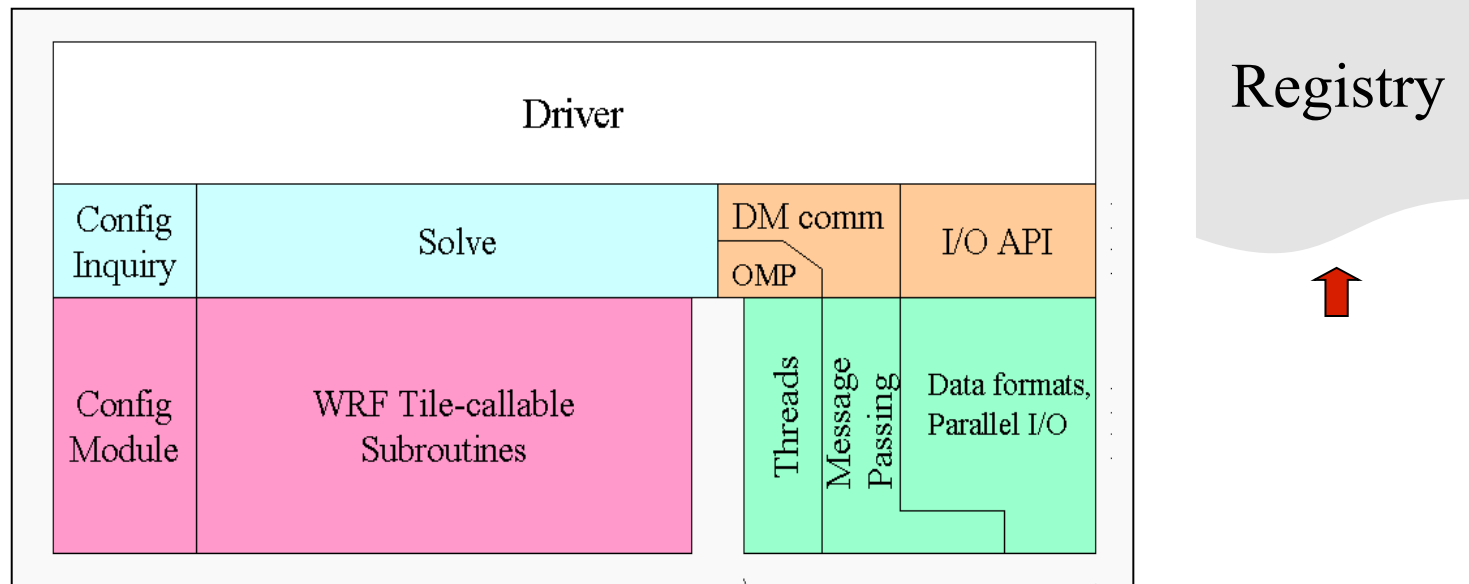 Registry
Driver
Config
Inquiry
Solve
DM comm
OMP
I/O API
Config
Module
WRF Tile-callable
Subroutines
Threads
Message
Passing
Data formats,
Parallel I/O